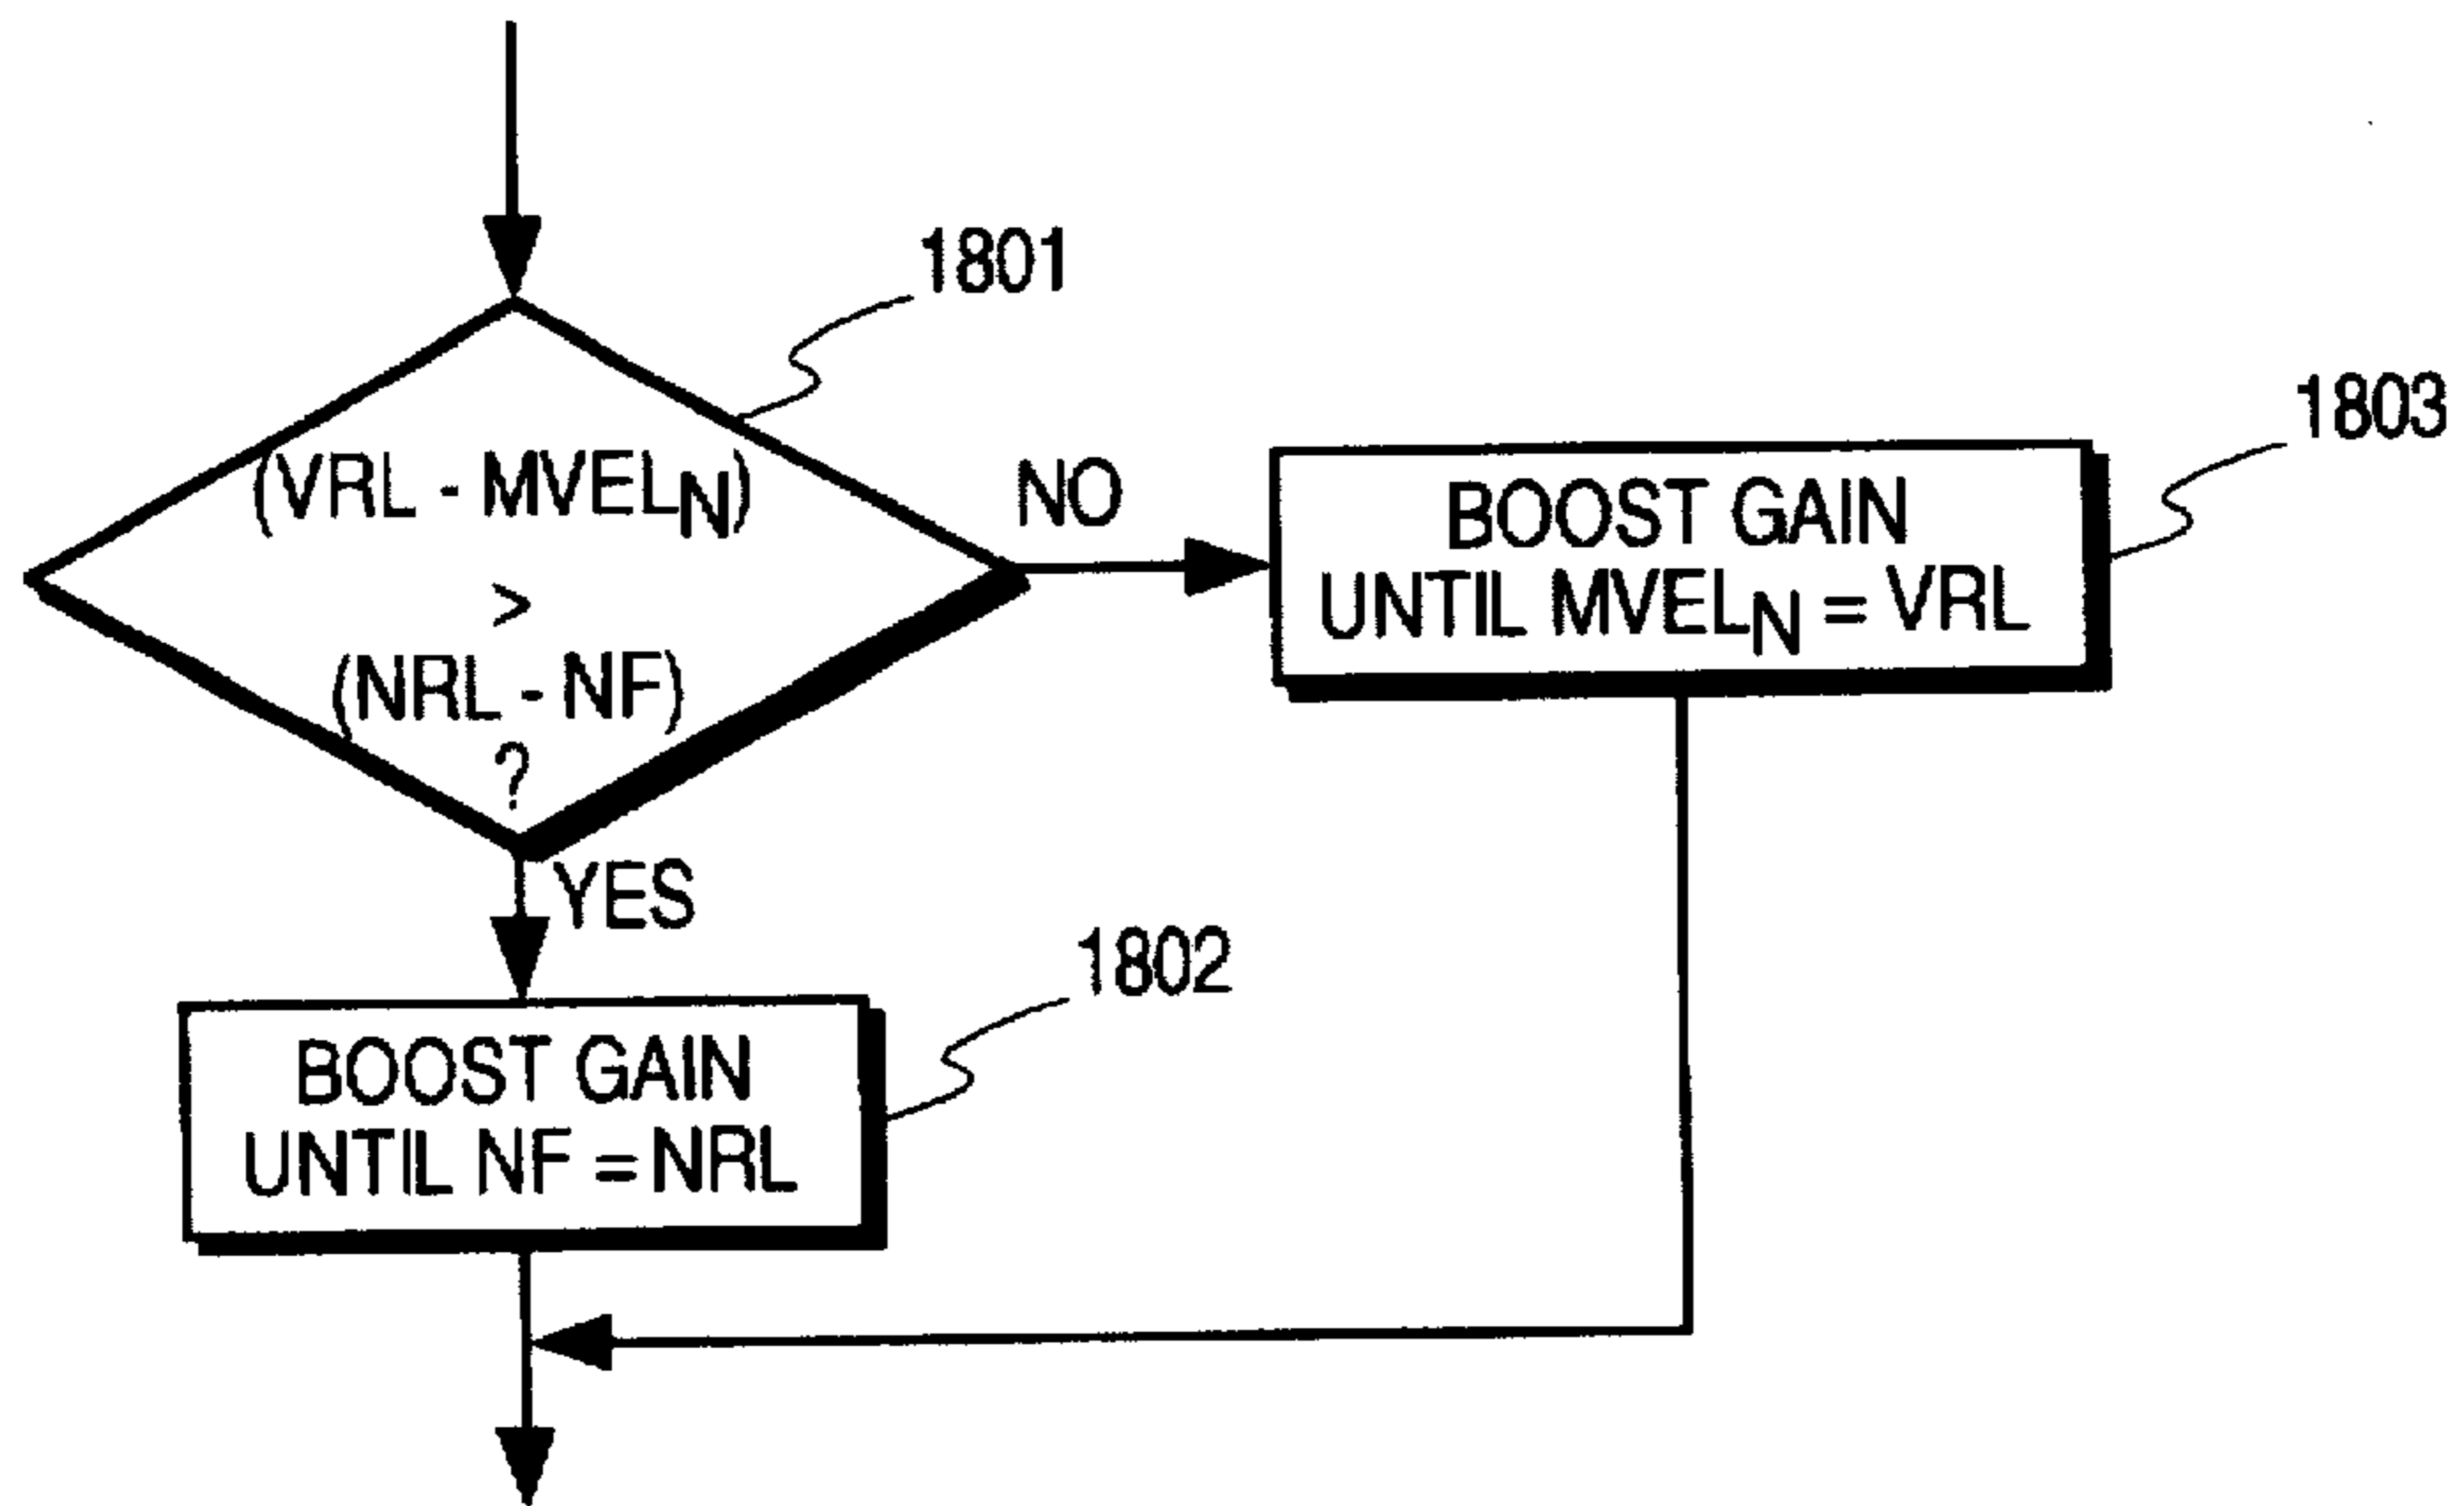 1801
(VRL - MVELN)
>
(NRL - NF)
?
NO
1803
BOOST GAIN
UNTIL MVELN = VRL
YES
1802
BOOST GAIN
UNTIL NF = NRL